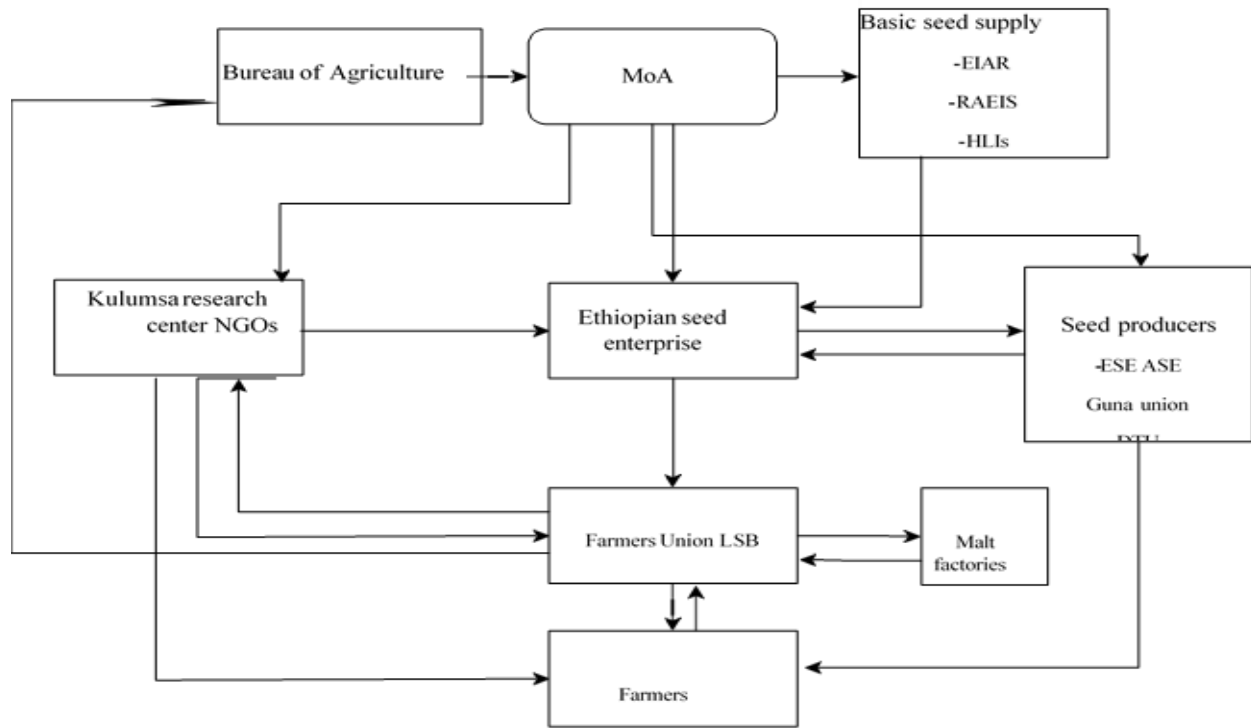 Bureau of Agriculture
MoA
Basic seed supply
-EIAR
-RAEIS
-HLIs
Kulumsa research
center NGOs
Ethiopian seed
enterprise
Seed producers
-ESE ASE
Guna union
Farmers Union LSB
Malt
factories
Farmers